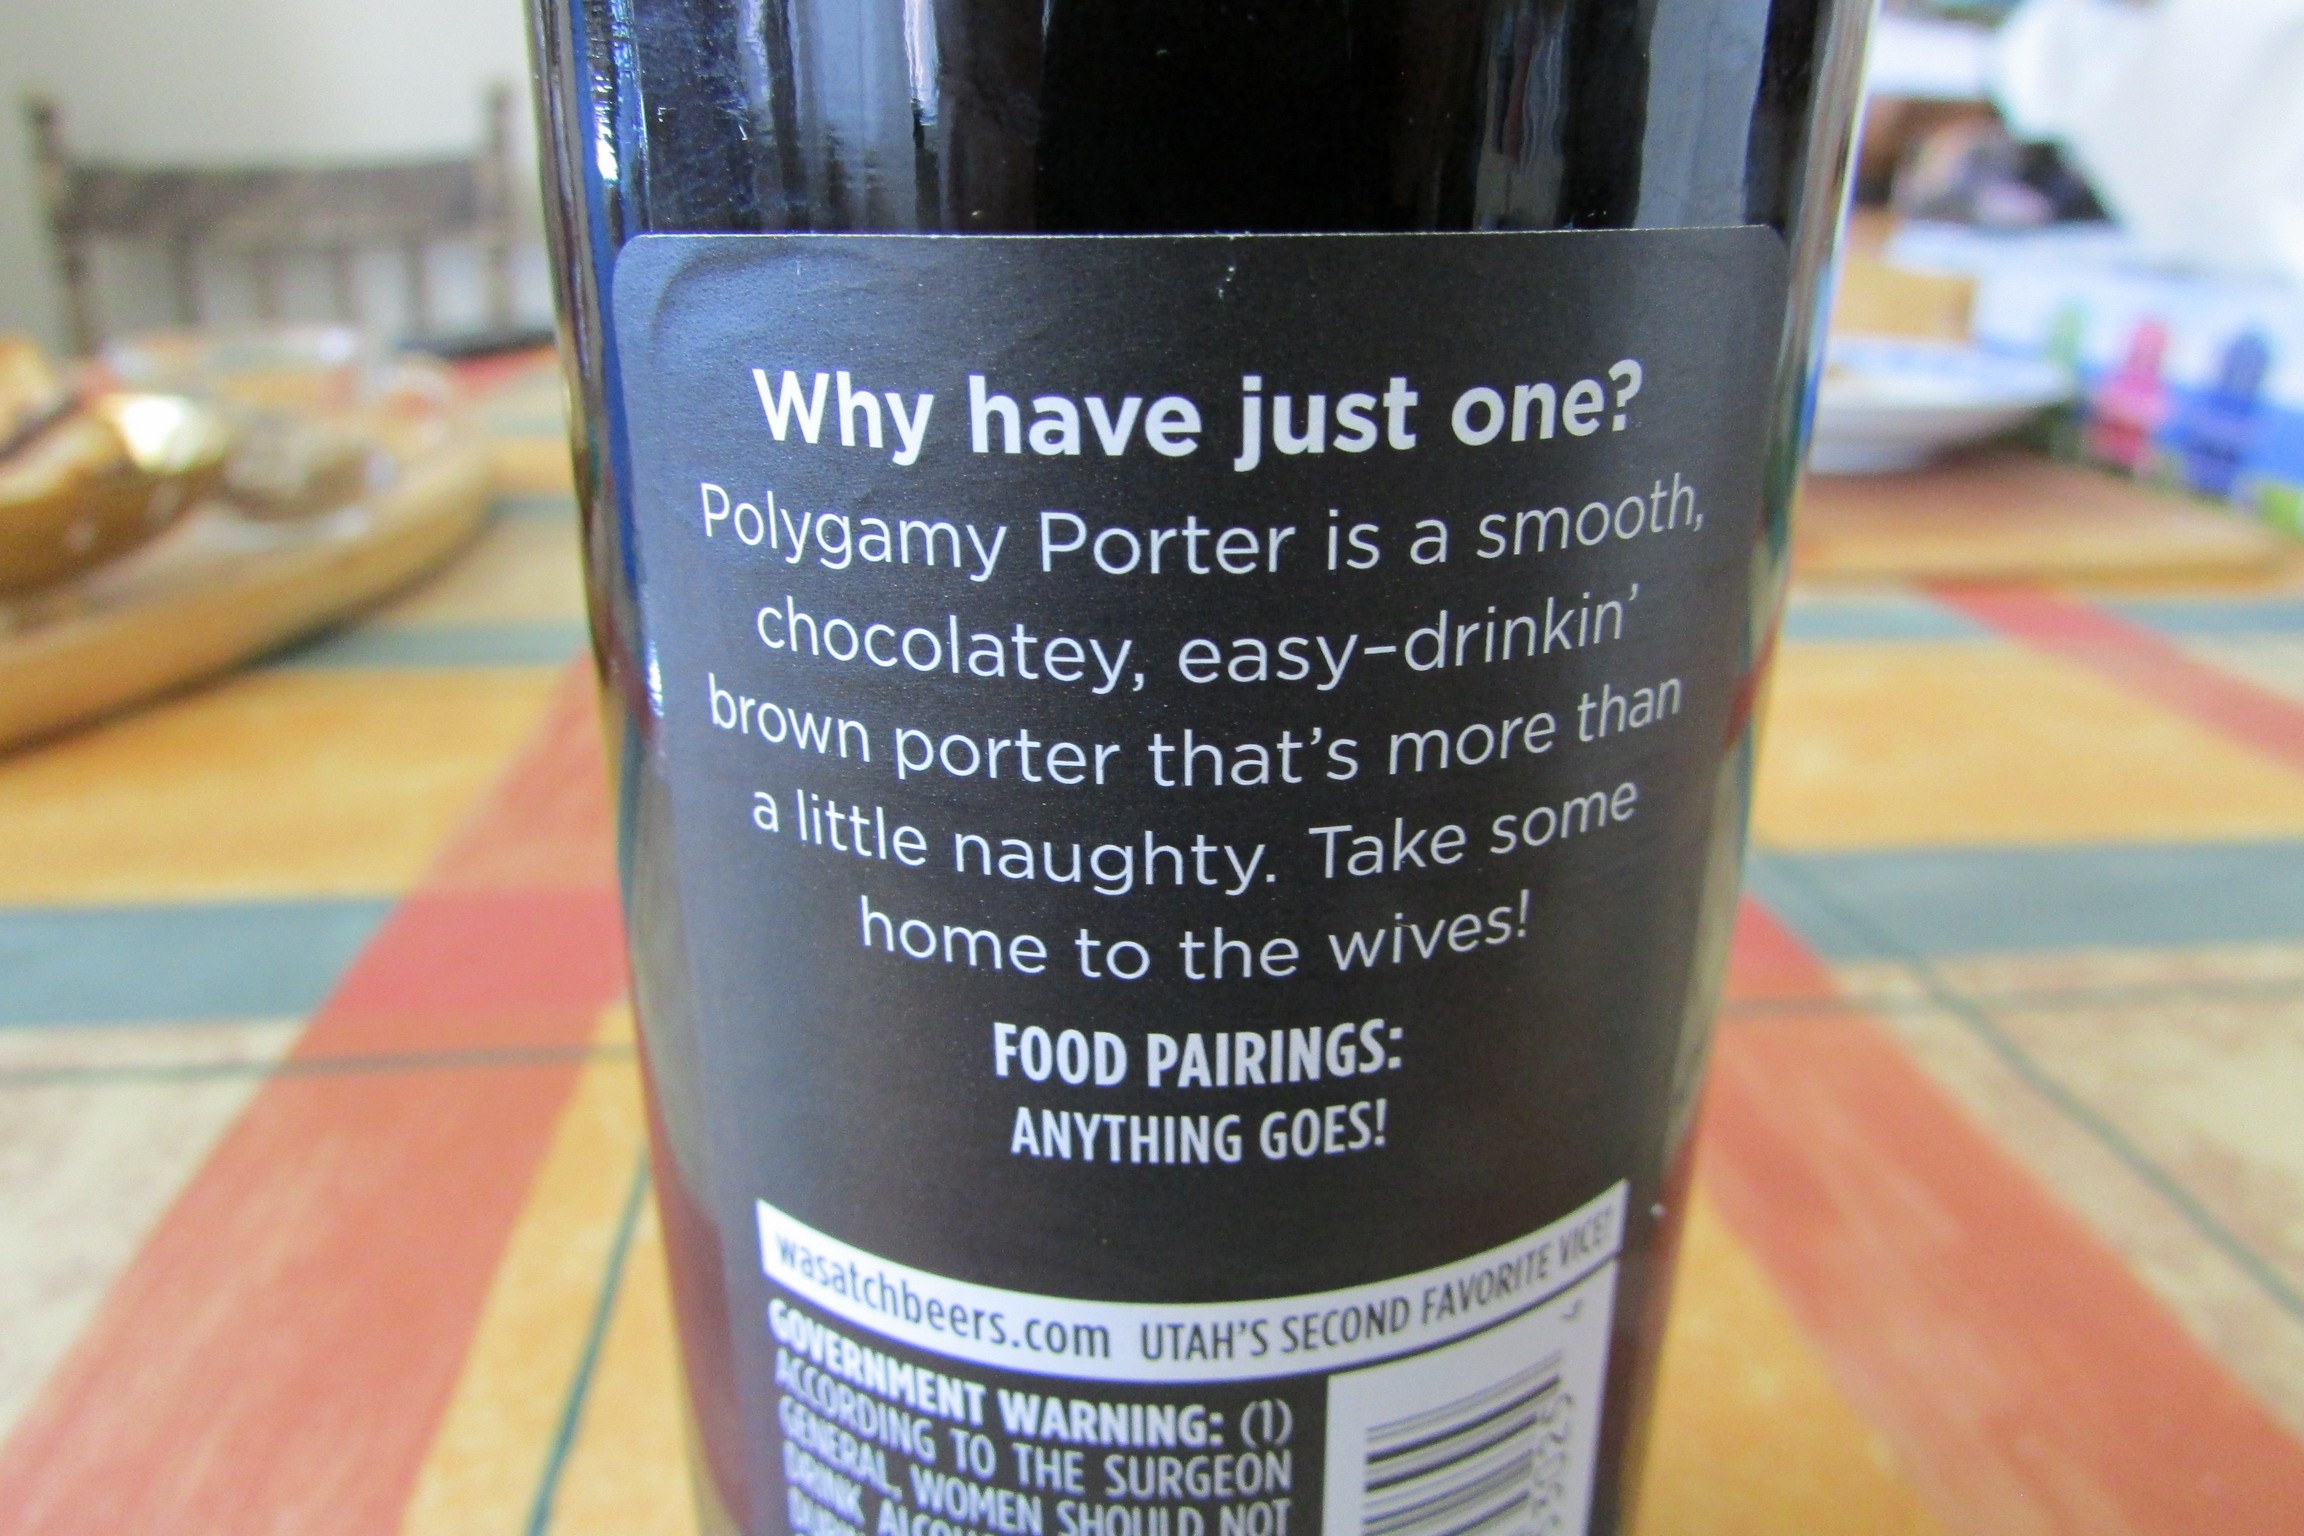 Why have just one?
Polygamy Porter is a smooth,
chocolatey, easy-drinkin'
brown porter that's more than
a little naughty. Take some
home to the wives!
FOOD PAIRINGS:
ANYTHING GOES!
wasatchbeers.com UTAH'S SECOND FAVORITE VICE!
GOVERNMENT WARNING: (1)
ACCORDING TO THE SURGEON
GENERAL, WOMEN SHOULD NOT
DRINK